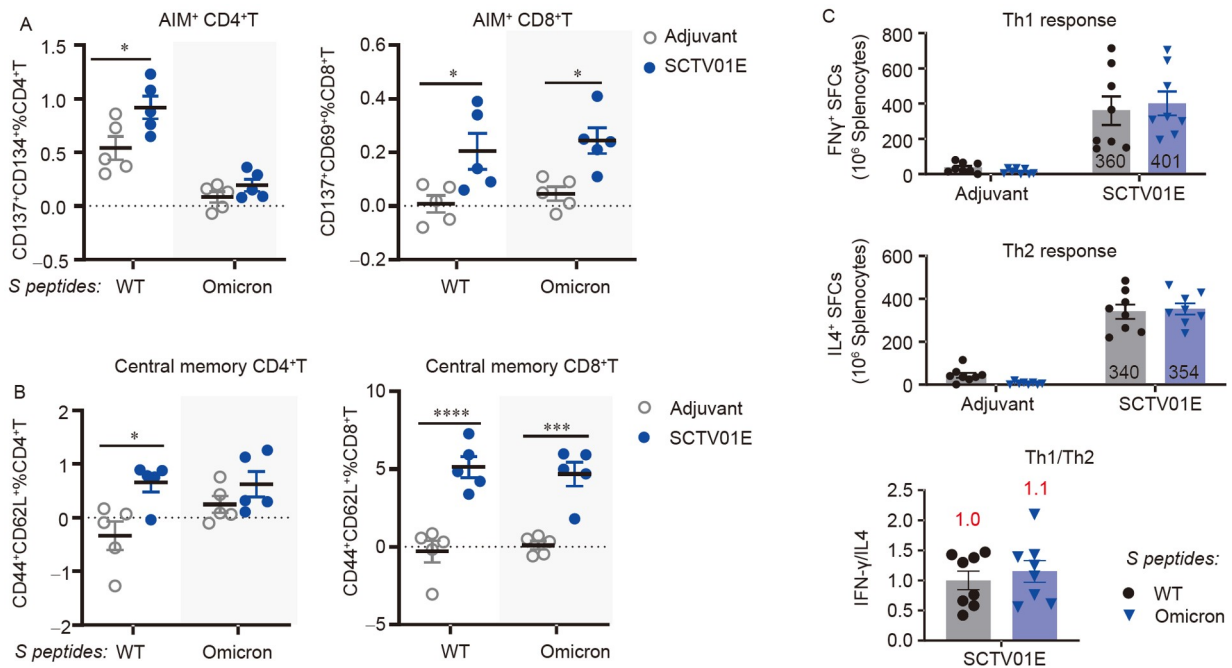 A
AIM⁺ CD4⁺T
CD137⁺CD134⁺%CD4⁺T
1.5
1.0
0.5
0.0
–0.5
*
S peptides: WT Omicron
AIM⁺ CD8⁺T
CD137⁺CD69⁺%CD8⁺T
0.6
0.4
0.2
0.0
–0.2
*
*
WT Omicron
Adjuvant
SCTV01E
B
Central memory CD4⁺T
CD44⁺CD62L⁺%CD4⁺T
2
1
0
–1
–2
*
S peptides: WT Omicron
Central memory CD8⁺T
CD44⁺CD62L⁺%CD8⁺T
10
5
0
–5
****
***
WT Omicron
Adjuvant
SCTV01E
C
Th1 response
FNγ⁺ SFCs
(10⁶ Splenocytes)
800
600
400
200
0
360 401
Adjuvant SCTV01E
Th2 response
IL4⁺ SFCs
(10⁶ Splenocytes)
800
600
400
200
0
340 354
Adjuvant SCTV01E
Th1/Th2
IFN-γ/IL4
2.5
2.0
1.5
1.0
0.5
0.0
1.0
1.1
SCTV01E
S peptides:
WT
Omicron